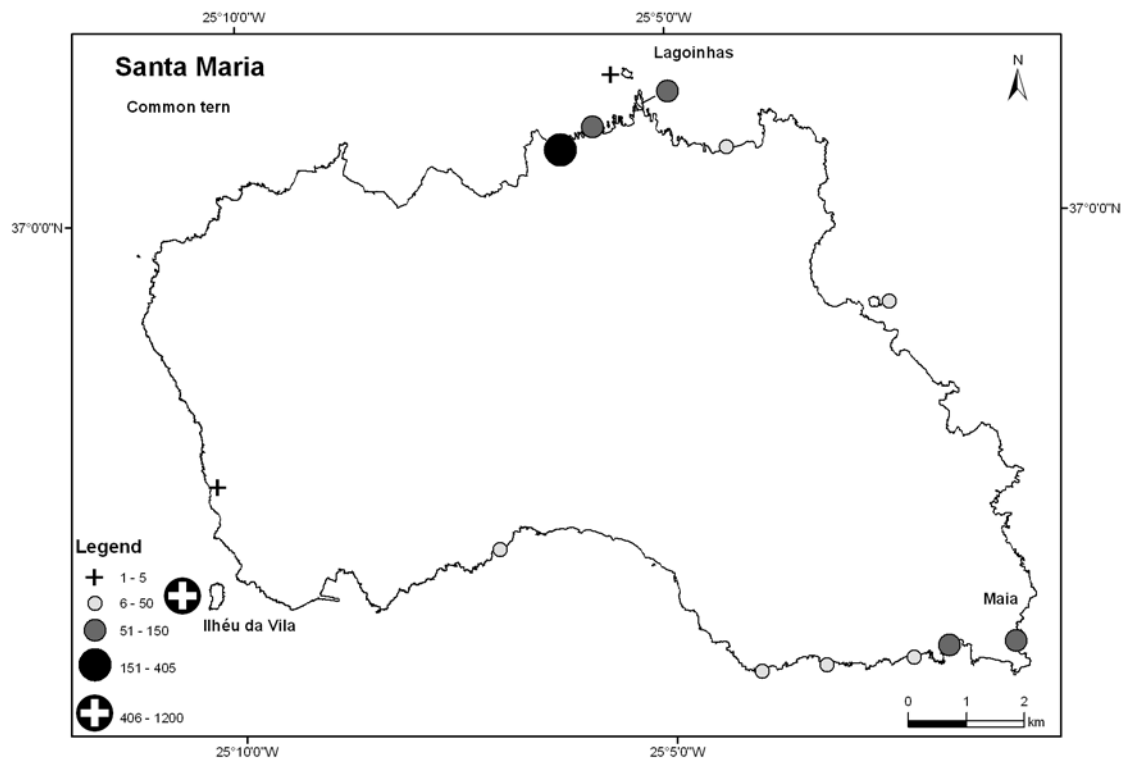 25°10'0"W
25°5'0"W
Santa Maria
Lagoinhas
N
Common tern
37°0'0"N
37°0'0"N
Legend
1 - 5
6 - 50
51 - 150
151 - 405
406 - 1200
Ilhéu da Vila
Maia
0 1 2
km
25°10'0"W
25°5'0"W